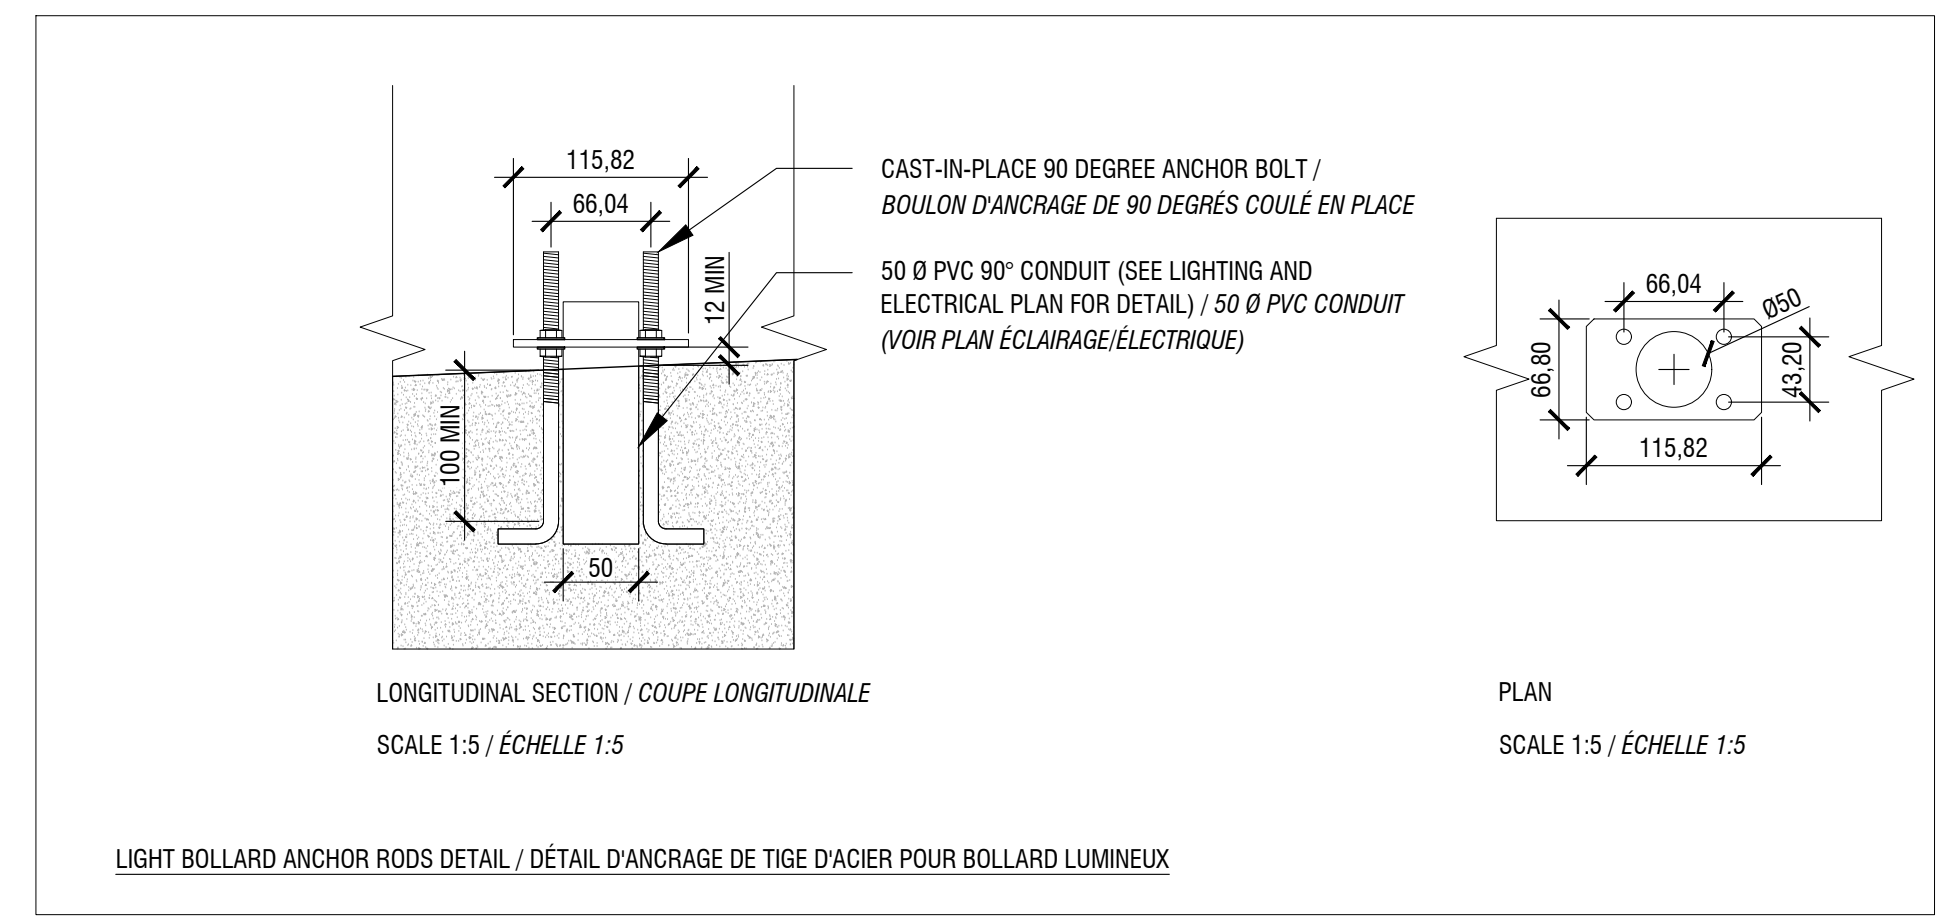 115,82
66,04
12 MIN
100 MIN
50
CAST-IN-PLACE 90 DEGREE ANCHOR BOLT /
BOULON D'ANCRAGE DE 90 DEGRÉS COULÉ EN PLACE
50 Ø PVC 90° CONDUIT (SEE LIGHTING AND
ELECTRICAL PLAN FOR DETAIL) / 50 Ø PVC CONDUIT
(VOIR PLAN ÉCLAIRAGE/ÉLECTRIQUE)
66,04
Ø50
66,80
43,20
115,82
LONGITUDINAL SECTION / COUPE LONGITUDINALE
SCALE 1:5 / ÉCHELLE 1:5
PLAN
SCALE 1:5 / ÉCHELLE 1:5
LIGHT BOLLARD ANCHOR RODS DETAIL / DÉTAIL D'ANCRAGE DE TIGE D'ACIER POUR BOLLARD LUMINEUX